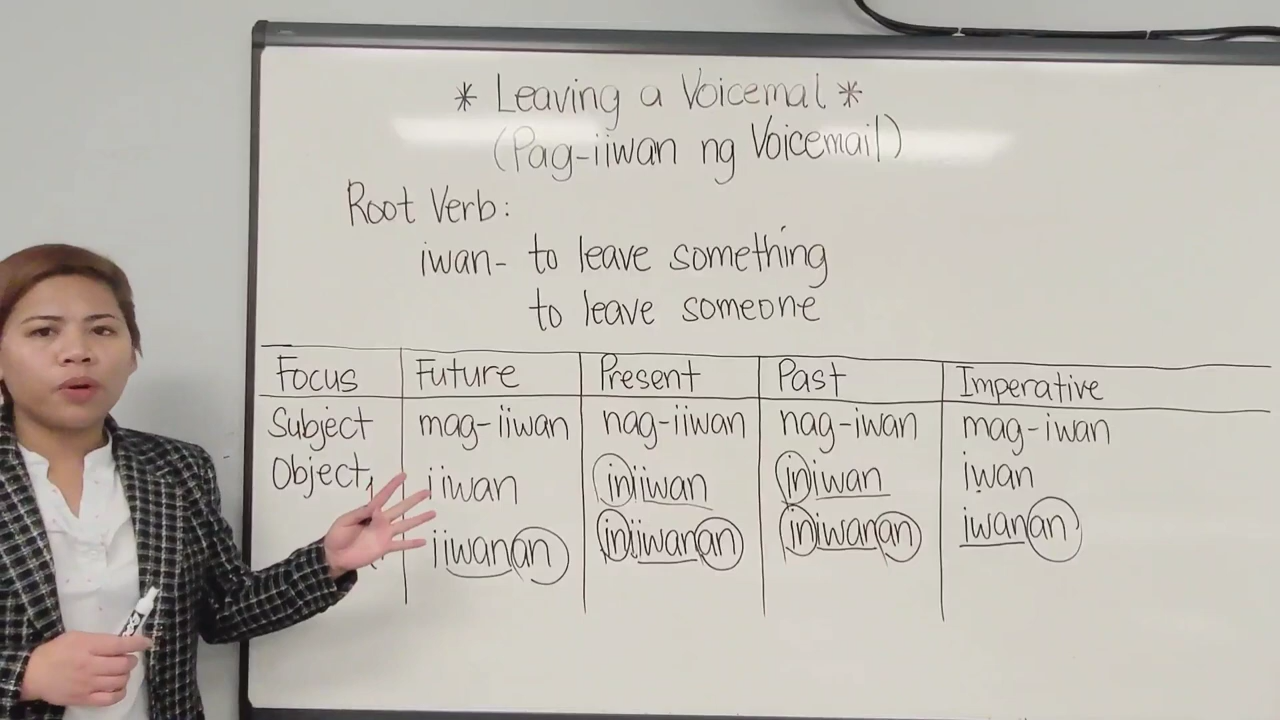 * Leaving a Voicemal *
(Pag-iiwan ng Voicemail)
Root Verb:
iwan- to leave something
to leave someone
Focus Future Present Past Imperative
Subject mag-iiwan nag-iiwan nag-iwan mag-iwan
Object, iiwan iniiwan iniwan iwan
iiwanan iniiwanan iniwanan iwanan